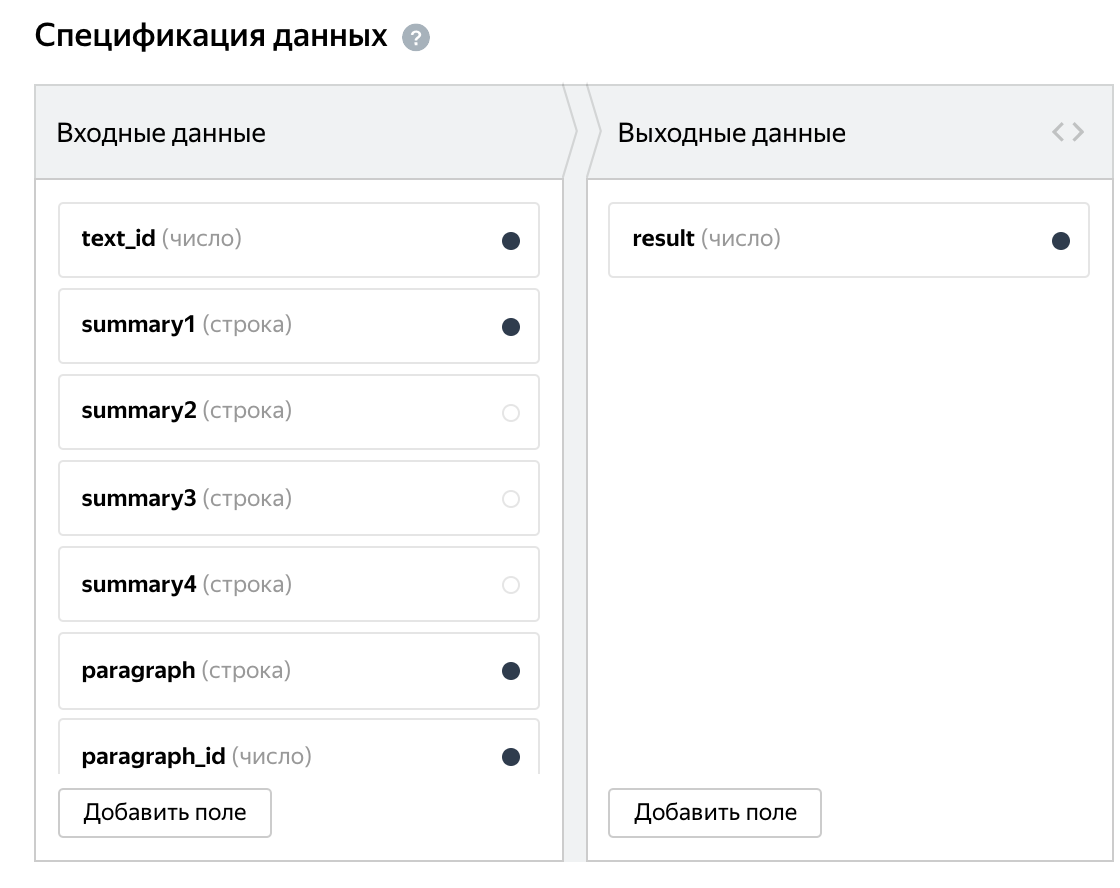 Спецификация данных ?
Входные данные
text_id (число)
summary1 (строка)
summary2 (строка)
summary3 (строка)
summary4 (строка)
paragraph (строка)
paragraph_id (число)
Добавить поле
Выходные данные <>
result (число)
Добавить поле